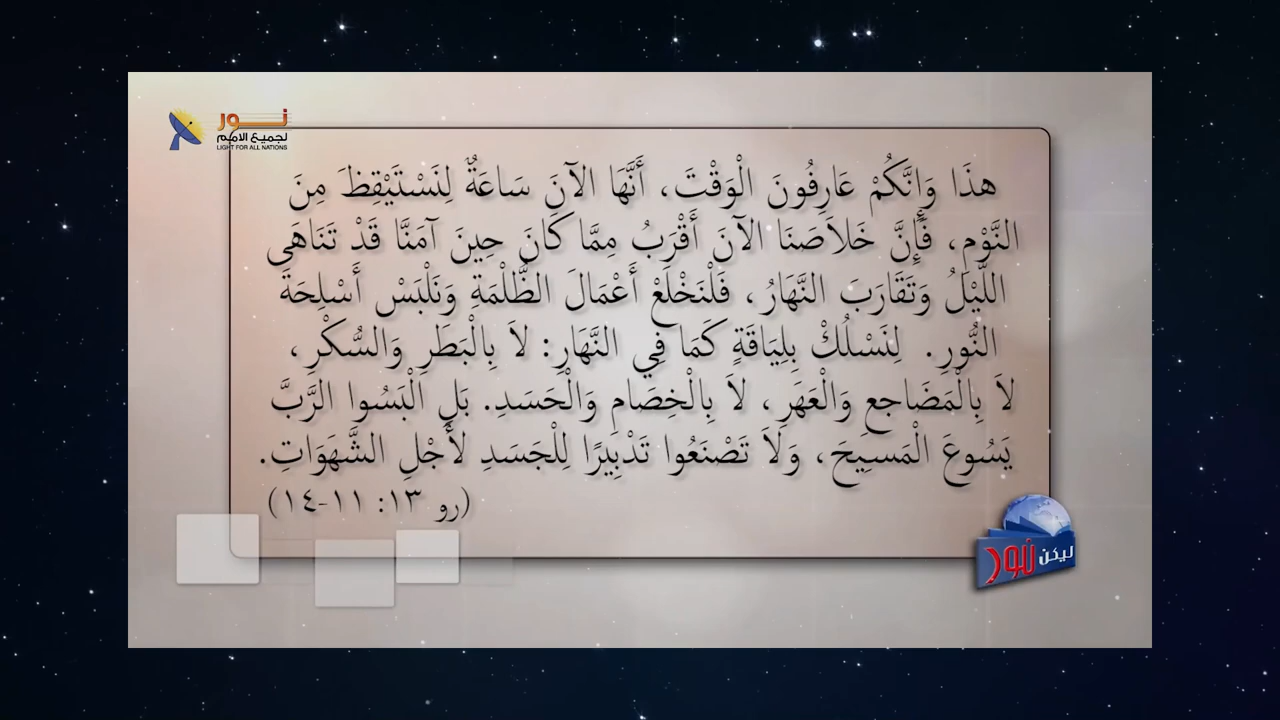 نـــور
لجميع الامم
LIGHT FOR ALL NATIONS
هذَا وَإِنَّكُمْ عَارِفُونَ الْوَقْتَ، أَنَّهَا الآنَ سَاعَةٌ لِنَسْتَيْقِظَ مِنَ
النَّوْمِ، فَإِنَّ خَلاَصَنَا الآنَ أَقْرَبُ مِمَّا كَانَ حِينَ آمَنَّا قَدْ تَنَاهَى
اللَّيْلُ وَتَقَارَبَ النَّهَارُ، فَلْنَخْلَعْ أَعْمَالَ الظُّلْمَةِ وَنَلْبَسْ أَسْلِحَةَ
النُّورِ. لِنَسْلُكْ بِلِيَاقَةٍ كَمَا فِي النَّهَارِ: لاَ بِالْبَطَرِ وَالسُّكْرِ،
لاَ بِالْمَضَاجعِ وَالْعَهَرِ، لاَ بِالْخِصَامِ وَالْحَسَدِ. بَلِ الْبَسُوا الرَّبَّ
يَسُوعَ الْمَسِيحَ، وَلاَ تَصْنَعُوا تَدْبِيرًا لِلْجَسَدِ لأَجْلِ الشَّهَوَاتِ.
(رو ١٣: ١١-١٤)
ليكن نور